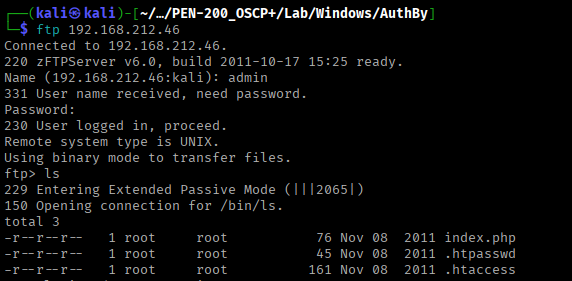 ┌──(kali㉿kali)-[~/…/PEN-200_OSCP+/Lab/Windows/AuthBy]
└─$ ftp 192.168.212.46
Connected to 192.168.212.46.
220 zFTPServer v6.0, build 2011-10-17 15:25 ready.
Name (192.168.212.46:kali): admin
331 User name received, need password.
Password:
230 User logged in, proceed.
Remote system type is UNIX.
Using binary mode to transfer files.
ftp> ls
229 Entering Extended Passive Mode (|||2065|)
150 Opening connection for /bin/ls.
total 3
-r--r--r--   1 root     root           76 Nov 08  2011 index.php
-r--r--r--   1 root     root           45 Nov 08  2011 .htpasswd
-r--r--r--   1 root     root          161 Nov 08  2011 .htaccess